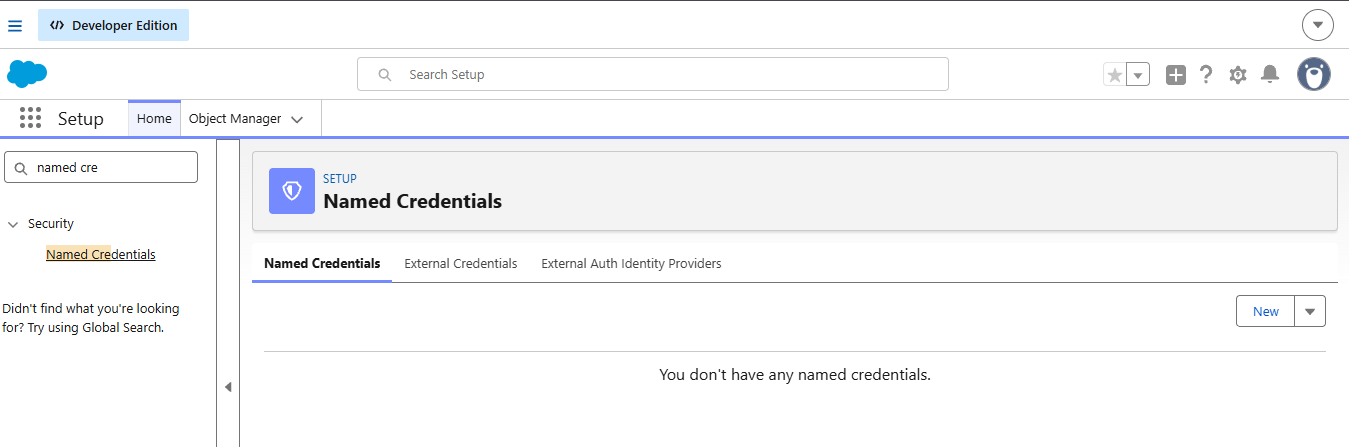 Developer Edition
Search Setup
Setup Home Object Manager
named cre
Security
Named Credentials
Didn't find what you're looking
for? Try using Global Search.
SETUP
Named Credentials
Named Credentials External Credentials External Auth Identity Providers
New
You don't have any named credentials.